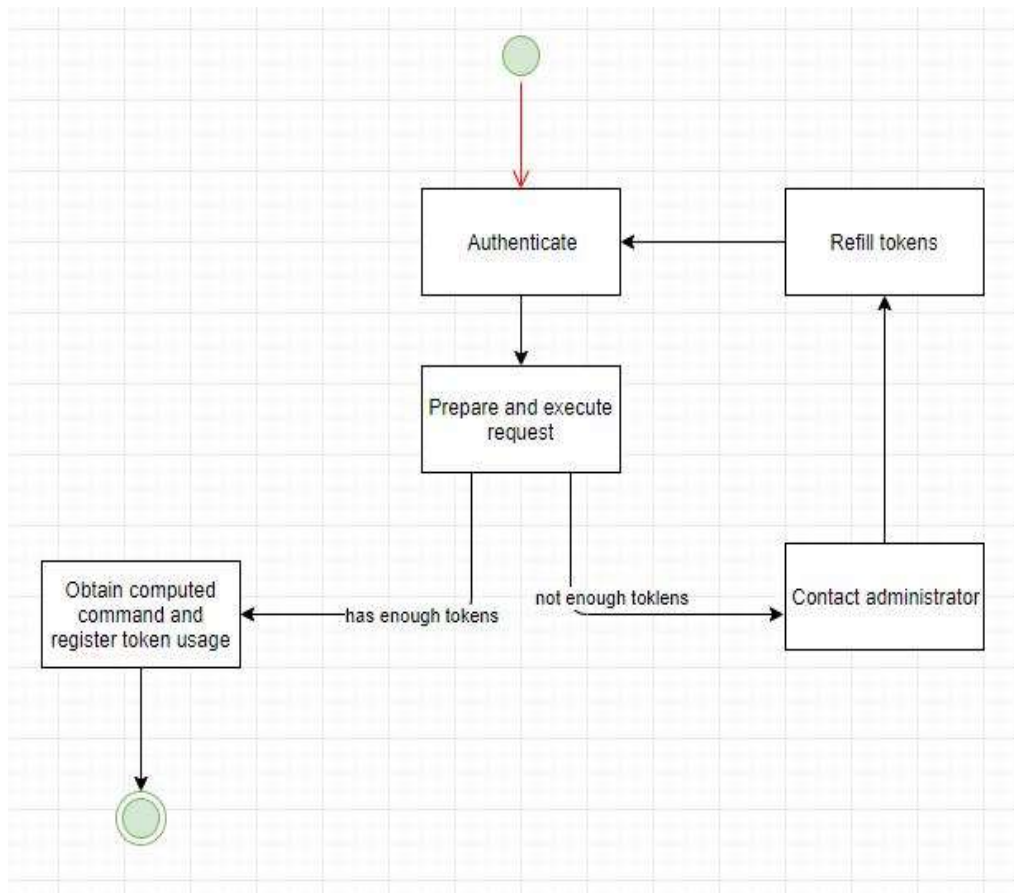 Authenticate
Refill tokens
Prepare and execute
request
Obtain computed
command and
register token usage
has enough tokens
not enough toklens
Contact administrator